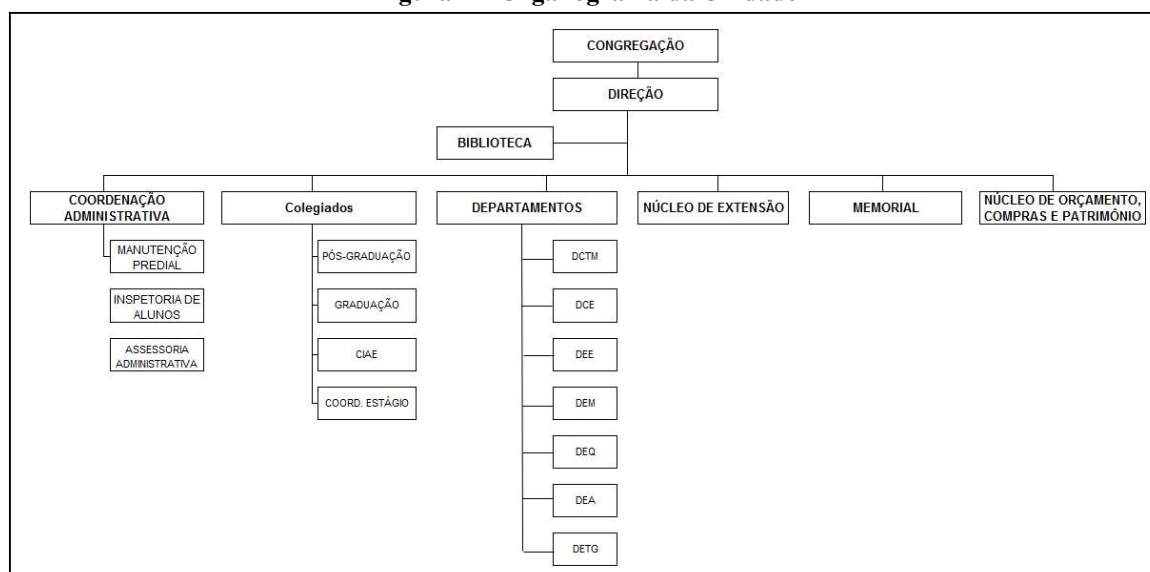 CONGREGAÇÃO
DIREÇÃO
BIBLIOTECA
COORDENAÇÃO
ADMINISTRATIVA
Colegiados
DEPARTAMENTOS
NÚCLEO DE EXTENSÃO
MEMORIAL
NÚCLEO DE ORÇAMENTO,
COMPRAS E PATRIMÔNIO
MANUTENÇÃO
PREDIAL
INSPETORIA DE
ALUNOS
ASSESSORIA
ADMINISTRATIVA
PÓS-GRADUAÇÃO
GRADUAÇÃO
CIAE
COORD. ESTÁGIO
DCTM
DCE
DEE
DEM
DEQ
DEA
DETG